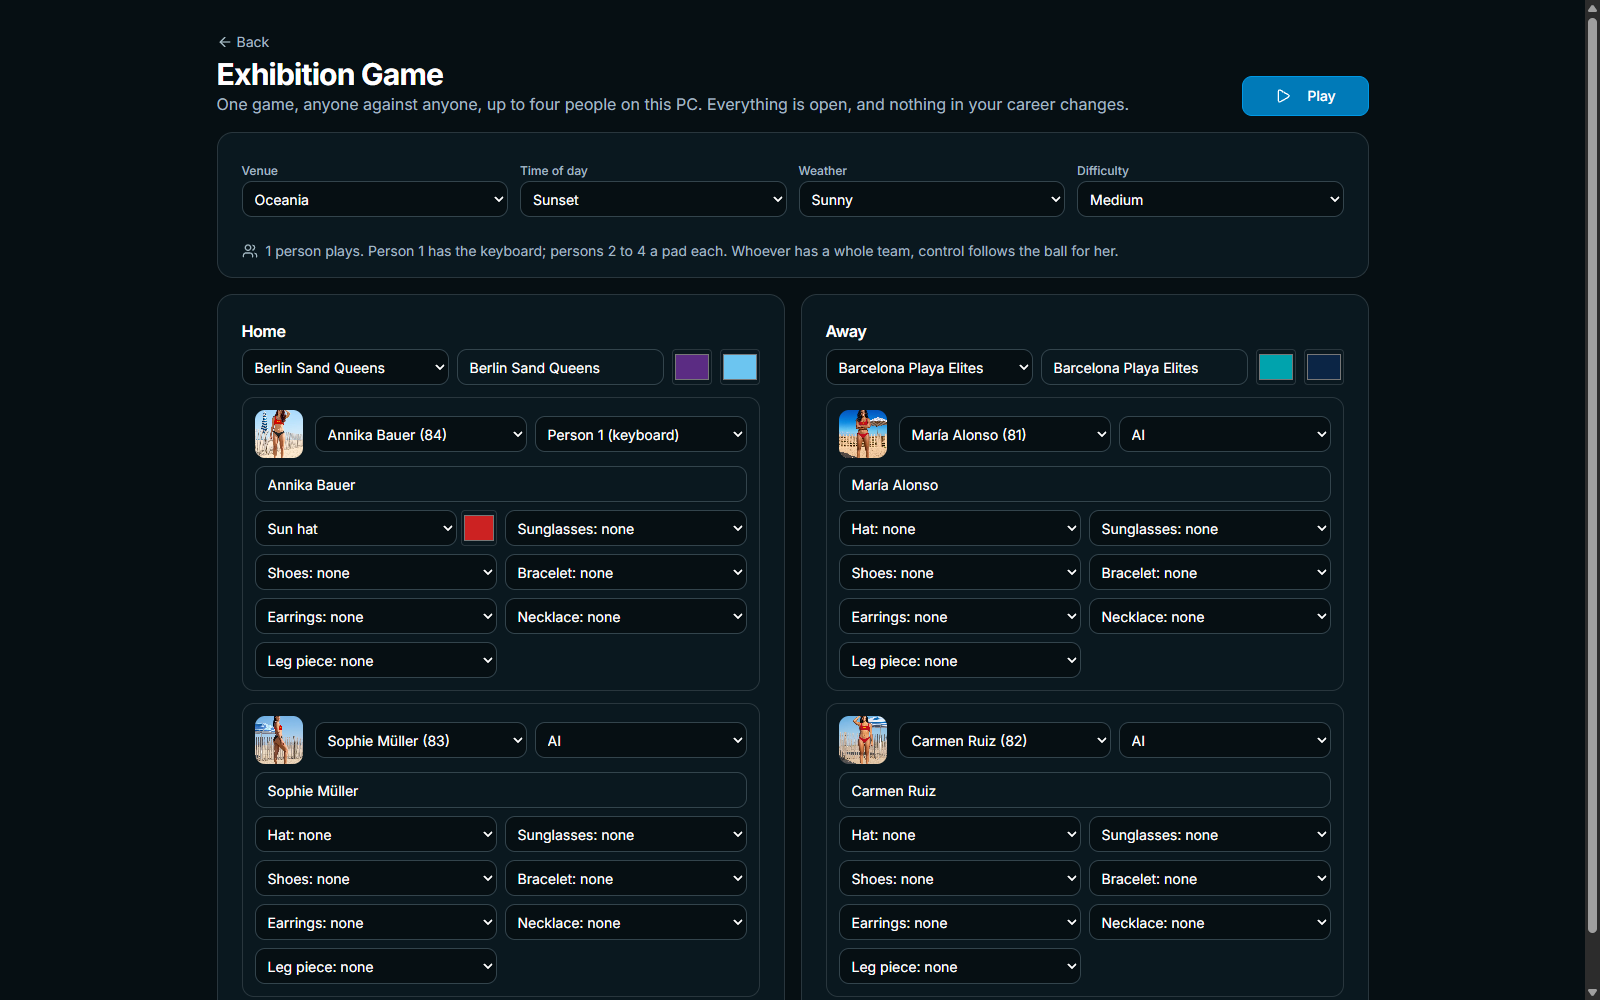 Back
Exhibition Game
One game, anyone against anyone, up to four people on this PC. Everything is open, and nothing in your career changes.
Play
Venue Time of day Weather Difficulty
Oceania Sunset Sunny Medium
1 person plays. Person 1 has the keyboard; persons 2 to 4 a pad each. Whoever has a whole team, control follows the ball for her.
Home
Berlin Sand Queens Berlin Sand Queens
Annika Bauer (84) Person 1 (keyboard)
Annika Bauer
Sun hat Sunglasses: none
Shoes: none Bracelet: none
Earrings: none Necklace: none
Leg piece: none
Sophie Müller (83) AI
Sophie Müller
Hat: none Sunglasses: none
Shoes: none Bracelet: none
Earrings: none Necklace: none
Leg piece: none
Away
Barcelona Playa Elites Barcelona Playa Elites
María Alonso (81) AI
María Alonso
Hat: none Sunglasses: none
Shoes: none Bracelet: none
Earrings: none Necklace: none
Leg piece: none
Carmen Ruiz (82) AI
Carmen Ruiz
Hat: none Sunglasses: none
Shoes: none Bracelet: none
Earrings: none Necklace: none
Leg piece: none